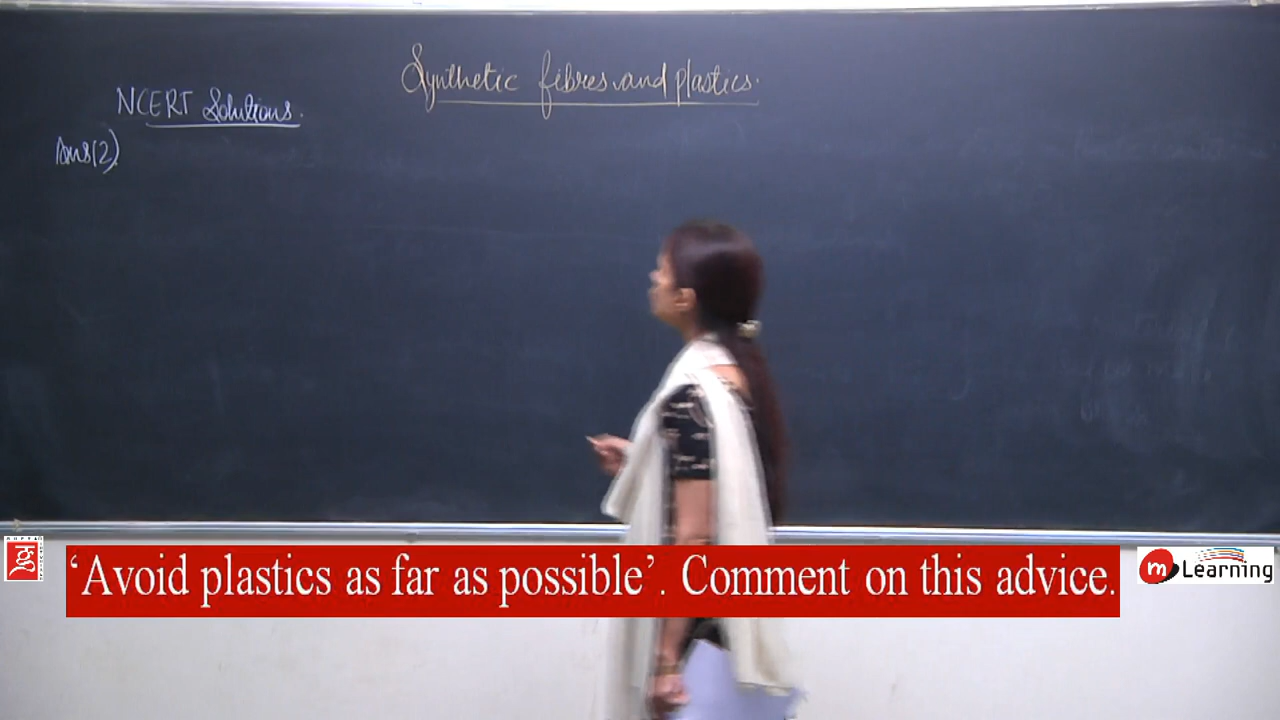 Synthetic fibres and plastics.
NCERT Solutions.
Ans(2)
‘Avoid plastics as far as possible’. Comment on this advice.
m Learning